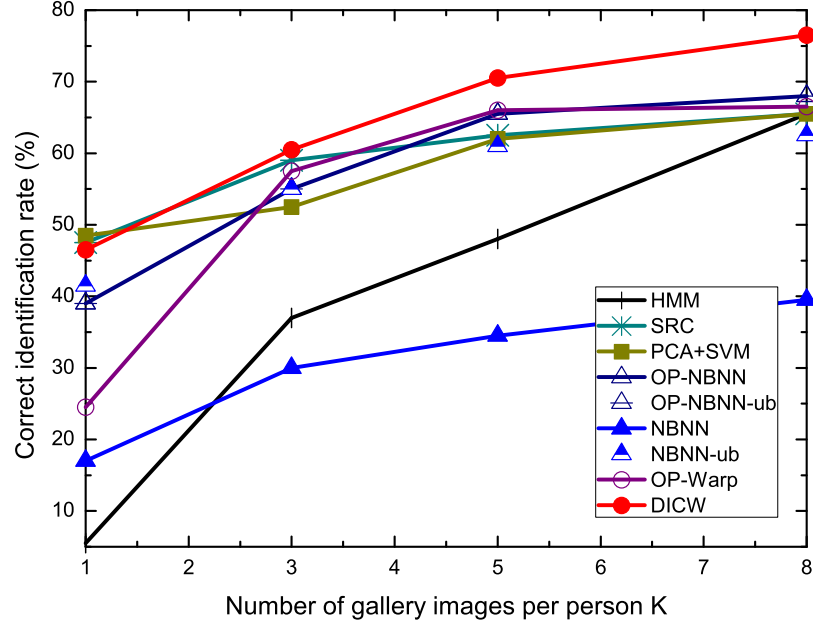 80
70
60
50
40
30
20
10
Correct identification rate (%)
HMM
SRC
PCA+SVM
OP-NBNN
OP-NBNN-ub
NBNN
NBNN-ub
OP-Warp
DICW
1 2 3 4 5 6 7 8
Number of gallery images per person K